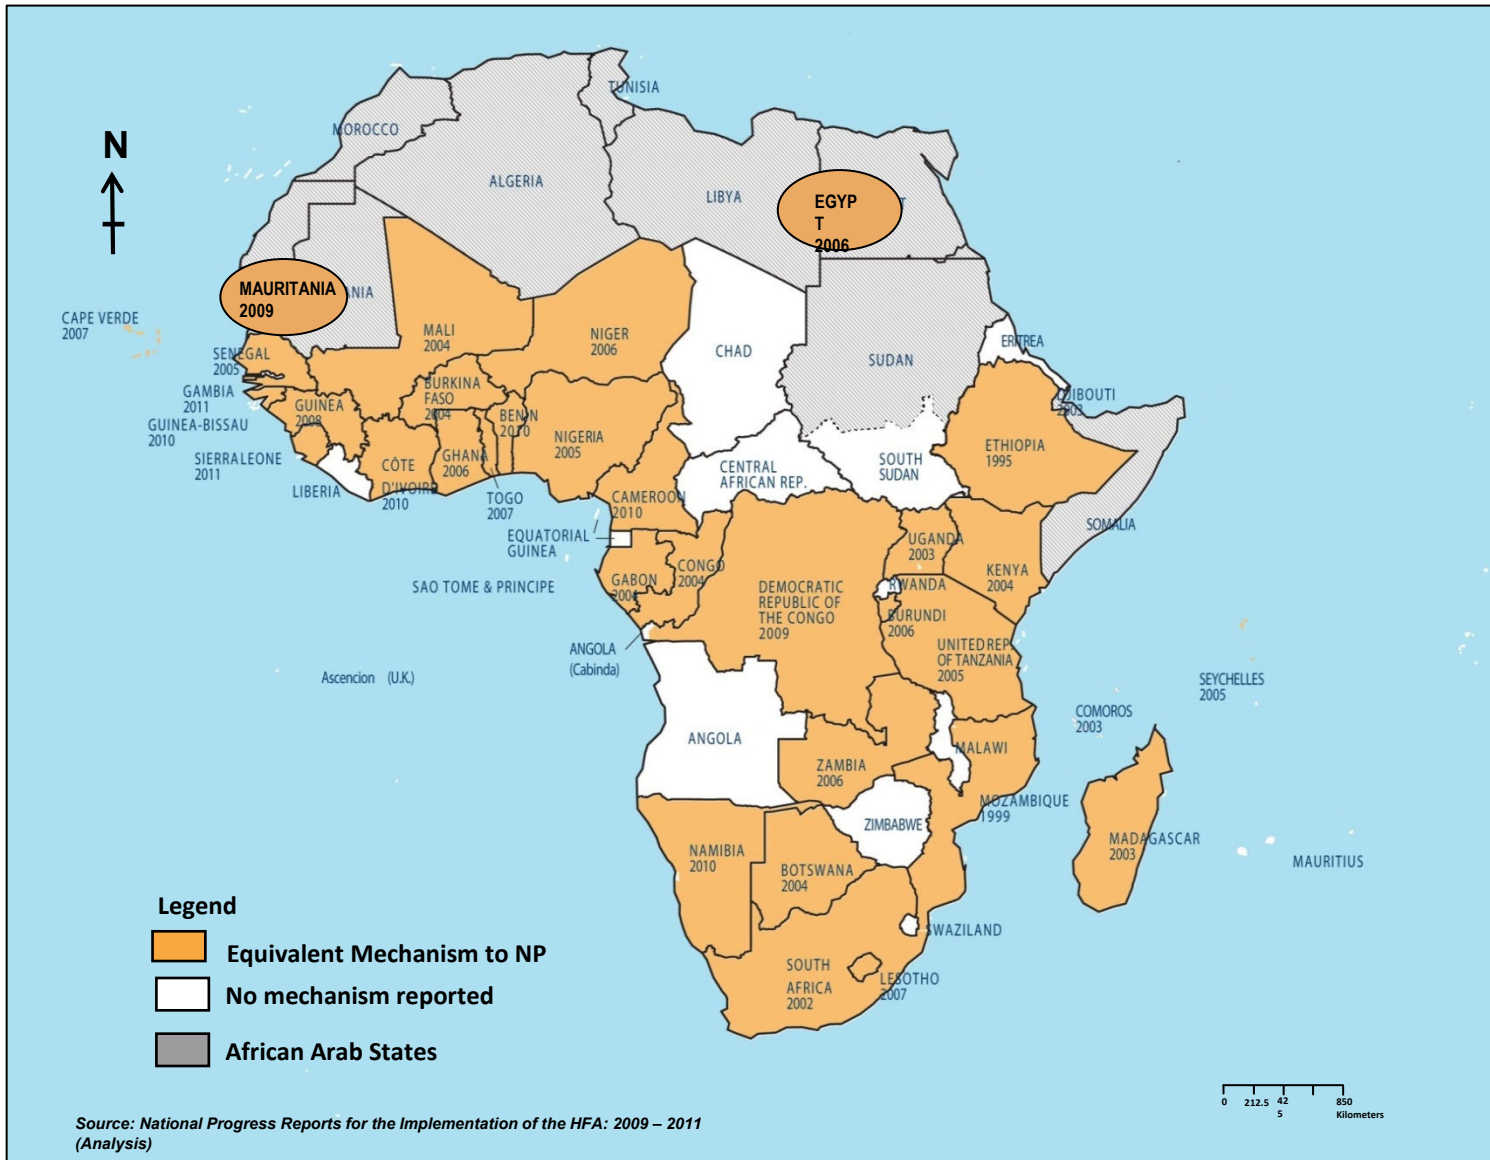 TUNISIA
MOROCCO
N
ALGERIA
LIBYA
EGYP
T
T
2006
MAURITANIA
2009
ANIA
CAPE VERDE
2007
MALI
2004
NIGER
2006
CHAD
SUDAN
ERITREA
SENEGAL
2005
GAMBIA
2011
GUINEA-BISSAU
2010
GUINEA
2008
BURKINA
FASO
2004
BENIN
2010
NIGERIA
2005
DJIBOUTI
2003
ETHIOPIA
1995
SIERRALEONE
2011
LIBERIA
CÔTE
D'IVOIRE
2010
GHANA
2006
TOGO
2007
CAMEROON
2010
CENTRAL
AFRICAN REP.
SOUTH
SUDAN
SOMALIA
EQUATORIAL
GUINEA
SAO TOME & PRINCIPE
GABON
CONGO
2004
UGANDA
2003
KENYA
2004
RWANDA
DEMOCRATIC
REPUBLIC OF
THE CONGO
2009
BURUNDI
2006
UNITED REP.
OF TANZANIA
2005
ANGOLA
(Cabinda)
Ascencion (U.K.)
SEYCHELLES
2005
COMOROS
2003
ANGOLA
MALAWI
ZAMBIA
2006
MOZAMBIQUE
1999
ZIMBABWE
MADAGASCAR
2003
MAURITIUS
NAMIBIA
2010
BOTSWANA
2004
SWAZILAND
SOUTH
AFRICA
2002
LESOTHO
2007
Legend
Equivalent Mechanism to NP
No mechanism reported
African Arab States
0 212.5 42
5 850
Kilometers
Source: National Progress Reports for the Implementation of the HFA: 2009 – 2011
(Analysis)